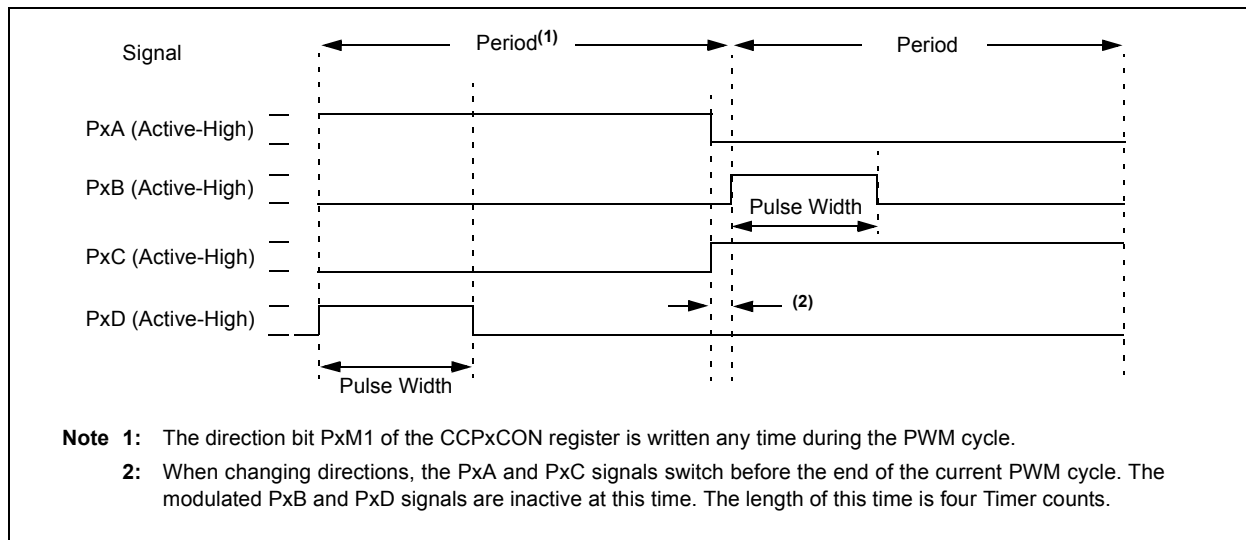 Signal
Period(1)
Period
PxA (Active-High)
PxB (Active-High)
Pulse Width
PxC (Active-High)
(2)
PxD (Active-High)
Pulse Width
Note 1: The direction bit PxM1 of the CCPxCON register is written any time during the PWM cycle.
2: When changing directions, the PxA and PxC signals switch before the end of the current PWM cycle. The
modulated PxB and PxD signals are inactive at this time. The length of this time is four Timer counts.